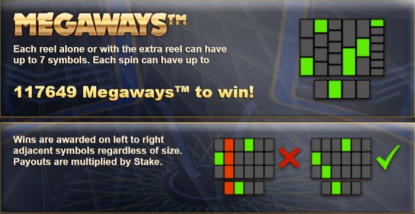 MEGAWAYS™
Each reel alone or with the extra reel can have
up to 7 symbols. Each spin can have up to
117649 Megaways™ to win!
Wins are awarded on left to right
adjacent symbols regardless of size.
Payouts are multiplied by Stake.